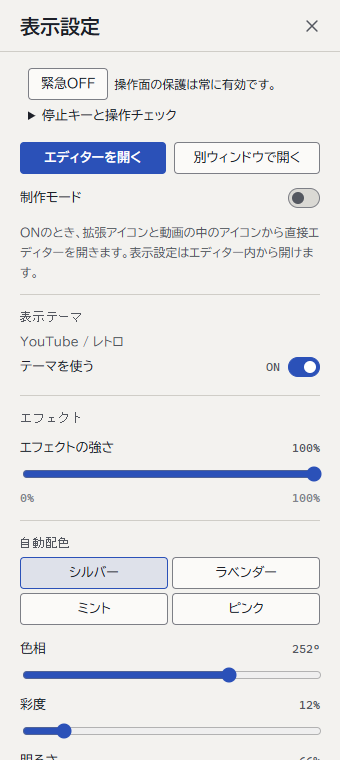 表示設定
緊急OFF 操作面の保護は常に有効です。
▶ 停止キーと操作チェック
エディターを開く 別ウィンドウで開く
制作モード
ONのとき、拡張アイコンと動画の中のアイコンから直接エ
ディターを開きます。表示設定はエディター内から開けま
す。
表示テーマ
YouTube / レトロ
テーマを使う ON
エフェクト
エフェクトの強さ 100%
0% 100%
自動配色
シルバー ラベンダー
ミント ピンク
色相 252°
彩度 12%
明るさ 66%